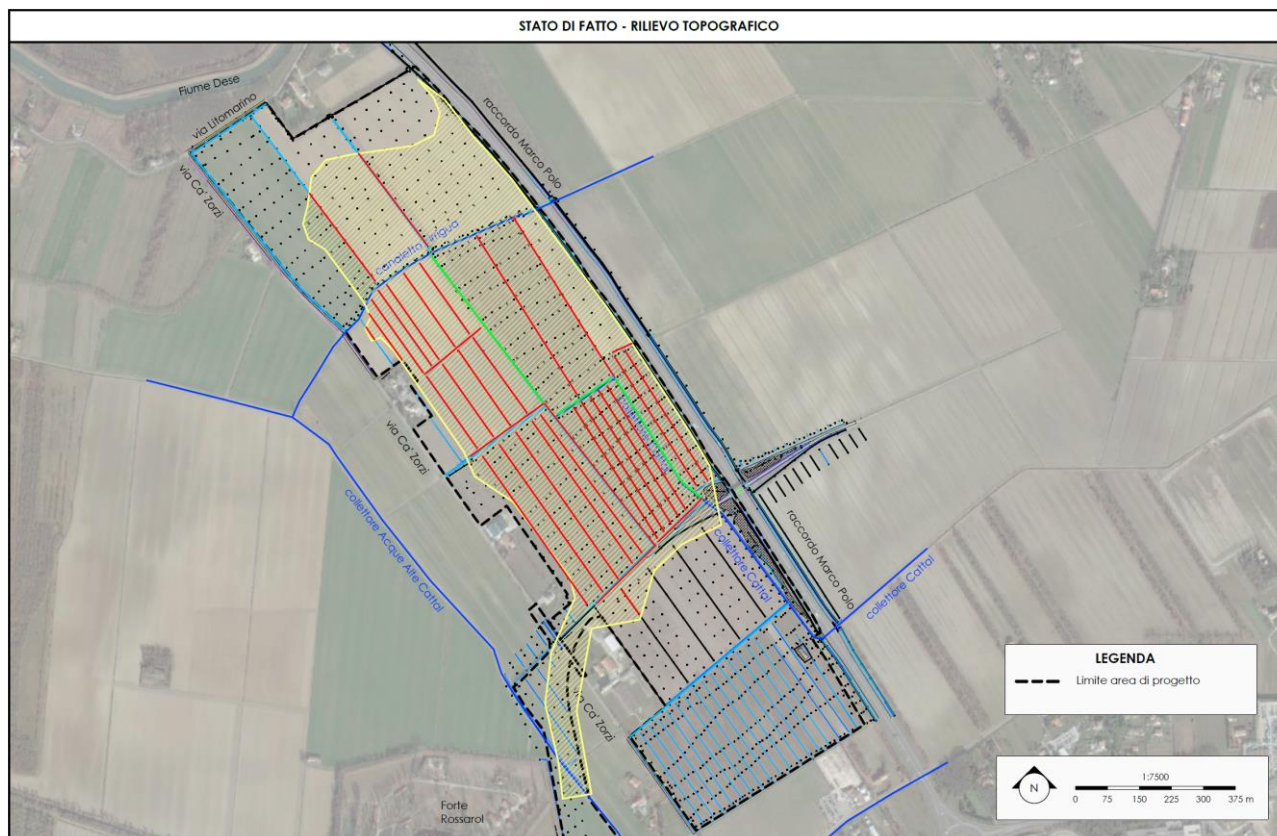 STATO DI FATTO - RILIEVO TOPOGRAFICO
Fiume Dese
via Litomarino
via Ca' Zorzi
raccordo Marco Polo
canaletta irrigua
via Ca' Zorzi
collettore Acque Alte Cattal
collettore Cattal
raccordo Marco Polo
collettore Cattal
Ca' Zorzi
Forte
Rossarol
LEGENDA
Limite area di progetto
N
1:7500
0 75 150 225 300 375 m